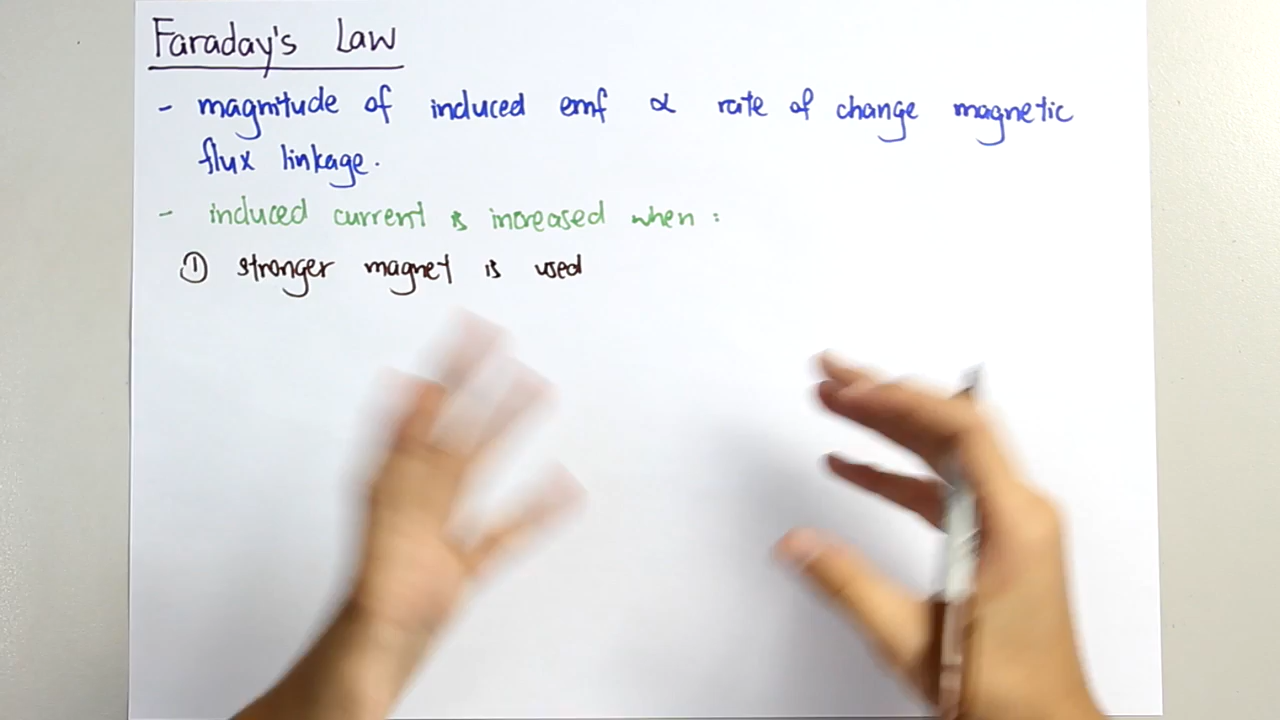 Faraday's Law
- magnitude of induced emf ∝ rate of change magnetic
flux linkage.
- induced current is increased when :
① stronger magnet is used